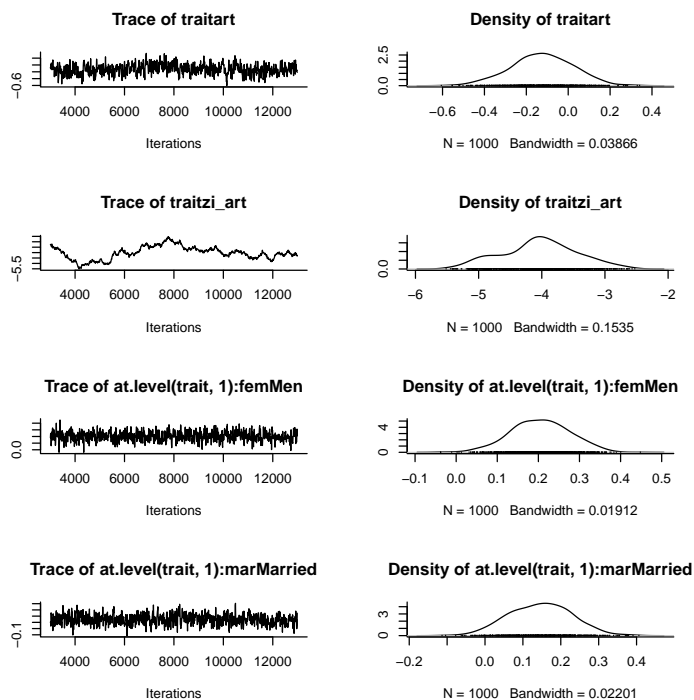 Trace of traitart
−0.6
4000 6000 8000 10000 12000
Iterations
Density of traitart
0.0 2.5
−0.6 −0.4 −0.2 0.0 0.2 0.4
N = 1000 Bandwidth = 0.03866
Trace of traitzi_art
−5.5
4000 6000 8000 10000 12000
Iterations
Density of traitzi_art
0.0
−6 −5 −4 −3 −2
N = 1000 Bandwidth = 0.1535
Trace of at.level(trait, 1):femMen
0.0
4000 6000 8000 10000 12000
Iterations
Density of at.level(trait, 1):femMen
0 4
−0.1 0.0 0.1 0.2 0.3 0.4 0.5
N = 1000 Bandwidth = 0.01912
Trace of at.level(trait, 1):marMarried
−0.1
4000 6000 8000 10000 12000
Iterations
Density of at.level(trait, 1):marMarried
0 3
−0.2 0.0 0.1 0.2 0.3 0.4
N = 1000 Bandwidth = 0.02201